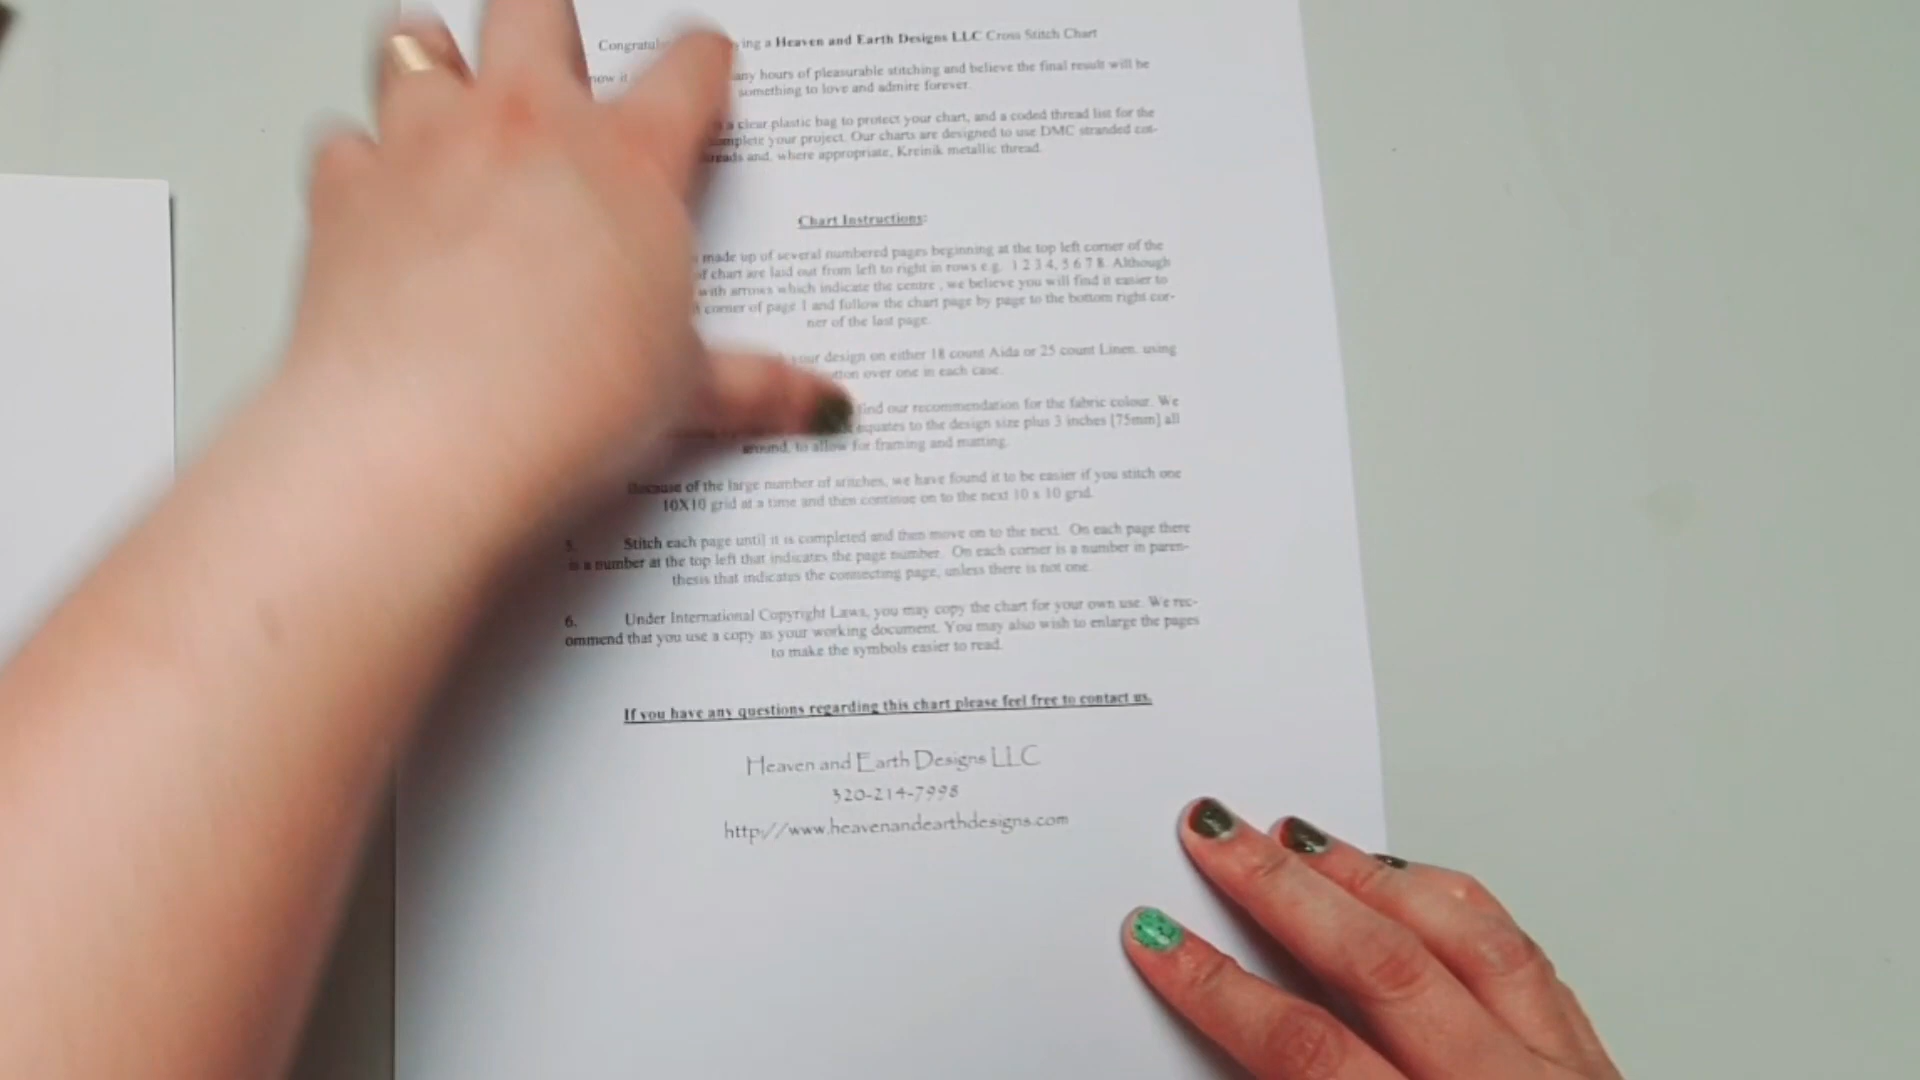 ying a Heaven and Earth Designs LLC Cross Stitch Chart
now it any hours of pleasurable stitching and believe the final result will be
something to love and admire forever.
a clear plastic bag to protect your chart, and a coded thread list for the
mplete your project. Our charts are designed to use DMC stranded cot-
and, where appropriate, Kreinik metallic thread.
Chart Instructions:
made up of several numbered pages beginning at the top left corner of the
of chart are laid out from left to right in rows e.g. 1 2 3 4, 5 6 7 8. Although
with arrows which indicate the centre , we believe you will find it easier to
corner of page 1 and follow the chart page by page to the bottom right cor-
ner of the last page.
your design on either 18 count Aida or 25 count Linen, using
tton over one in each case.
find our recommendation for the fabric colour. We
equates to the design size plus 3 inches [75mm] all
around, to allow for framing and matting.
Because of the large number of stitches, we have found it to be easier if you stitch one
10X10 grid at a time and then continue on to the next 10 x 10 grid.
5. Stitch each page until it is completed and then move on to the next. On each page there
is a number at the top left that indicates the page number. On each corner is a number in paren-
thesis that indicates the connecting page, unless there is not one.
6. Under International Copyright Laws, you may copy the chart for your own use. We rec-
ommend that you use a copy as your working document. You may also wish to enlarge the pages
to make the symbols easier to read.
If you have any questions regarding this chart please feel free to contact us.
Heaven and Earth Designs LLC
320-214-7998
http://www.heavenandearthdesigns.com